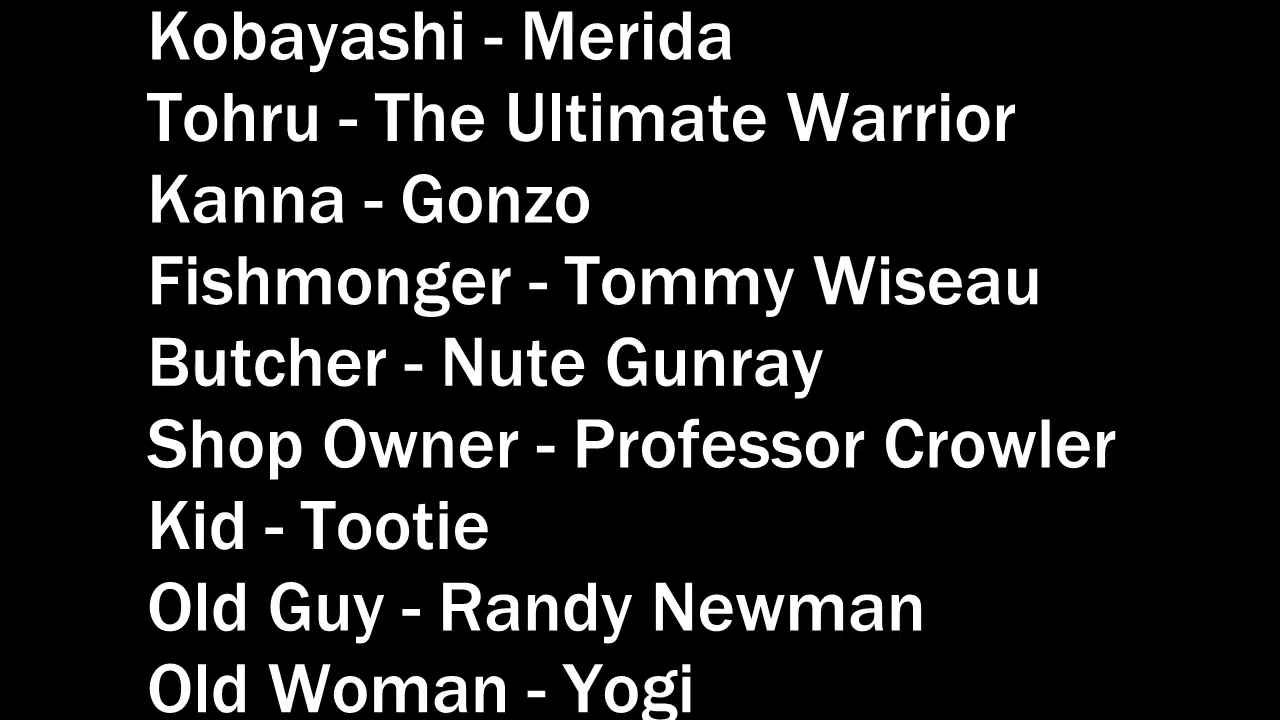 Kobayashi - Merida
Tohru - The Ultimate Warrior
Kanna - Gonzo
Fishmonger - Tommy Wiseau
Butcher - Nute Gunray
Shop Owner - Professor Crowler
Kid - Tootie
Old Guy - Randy Newman
Old Woman - Yogi